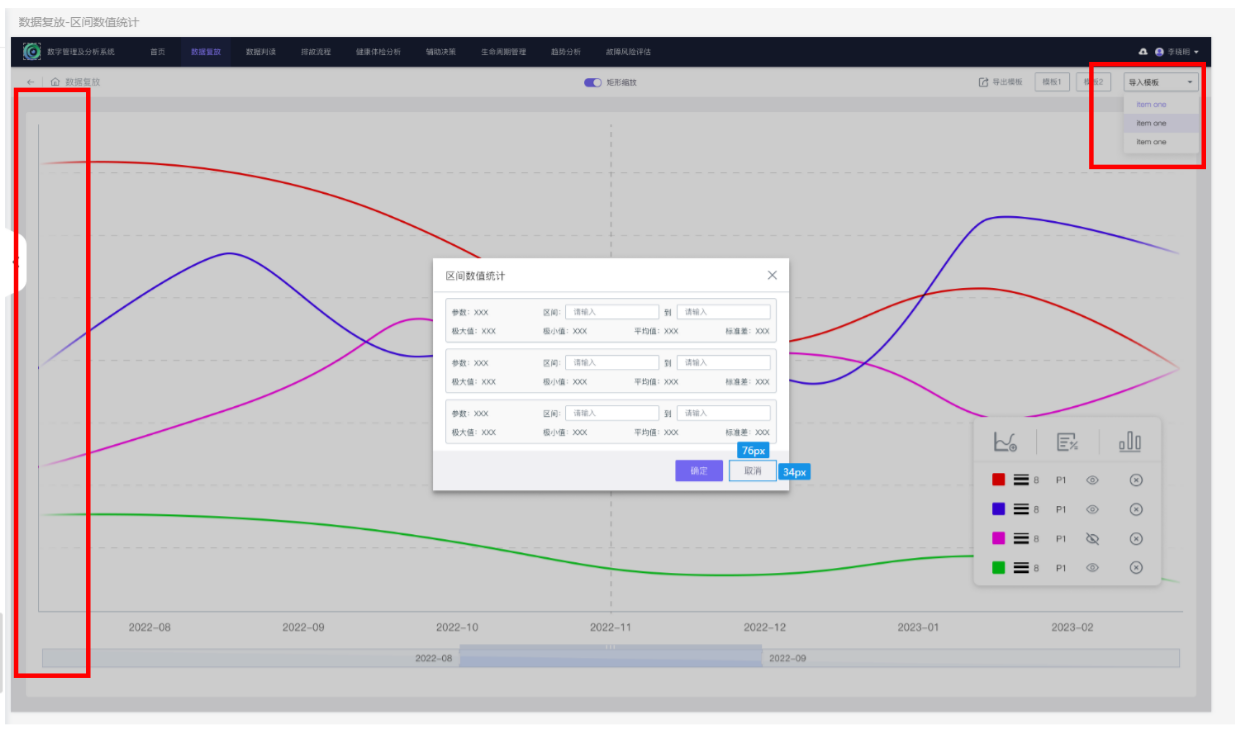 数据复放-区间数值统计
数字管理及分析系统 首页 数据复放 数据判读 排故流程 健康体检分析 辅助决策 生命周期管理 趋势分析 故障风险评估 李晓明
数据复放 矩形缩放 导出模板 模板1 模板2 导入模板
Item one
Item one
Item one
区间数值统计
参数：XXX 区间： 请输入 到 请输入
极大值：XXX 极小值：XXX 平均值：XXX 标准差：XXX
参数：XXX 区间： 请输入 到 请输入
极大值：XXX 极小值：XXX 平均值：XXX 标准差：XXX
参数：XXX 区间： 请输入 到 请输入
极大值：XXX 极小值：XXX 平均值：XXX 标准差：XXX
76px
确定 取消 34px
8 P1
8 P1
8 P1
8 P1
2022-08 2022-09 2022-10 2022-11 2022-12 2023-01 2023-02
2022-08 2022-09